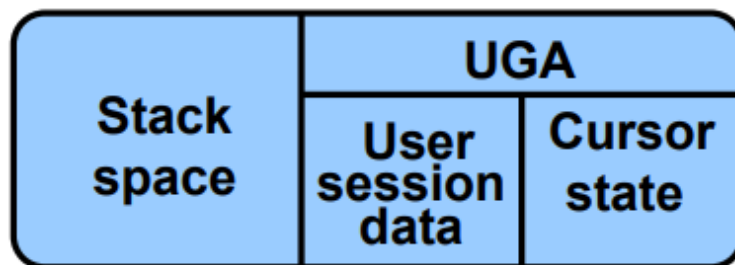 Stack
space
UGA
User
session
data
Cursor
state